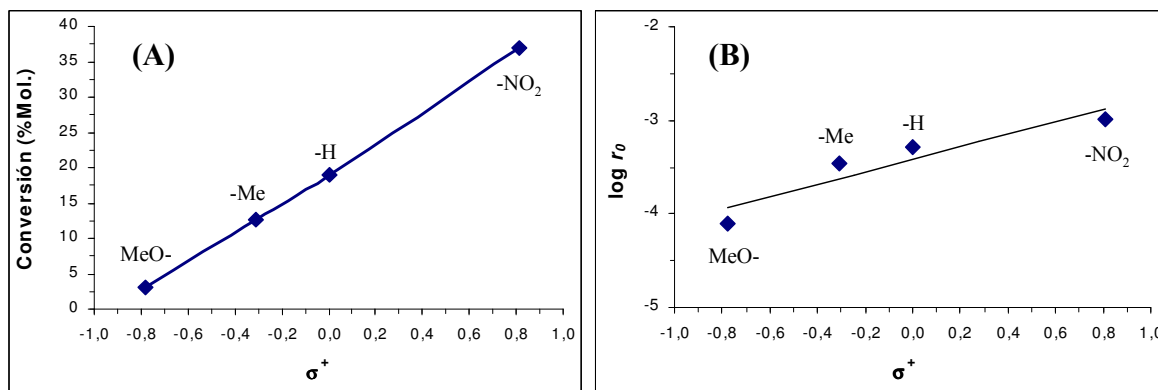 (A)
Conversión (%Mol.)
40
35
30
25
20
15
10
5
0
MeO-
-Me
-H
-NO₂
-1,0 -0,8 -0,6 -0,4 -0,2 0,0 0,2 0,4 0,6 0,8 1,0
σ⁺
(B)
log r₀
-2
-3
-4
-5
MeO-
-Me
-H
-NO₂
-1,0 -0,8 -0,6 -0,4 -0,2 0,0 0,2 0,4 0,6 0,8 1,0
σ⁺